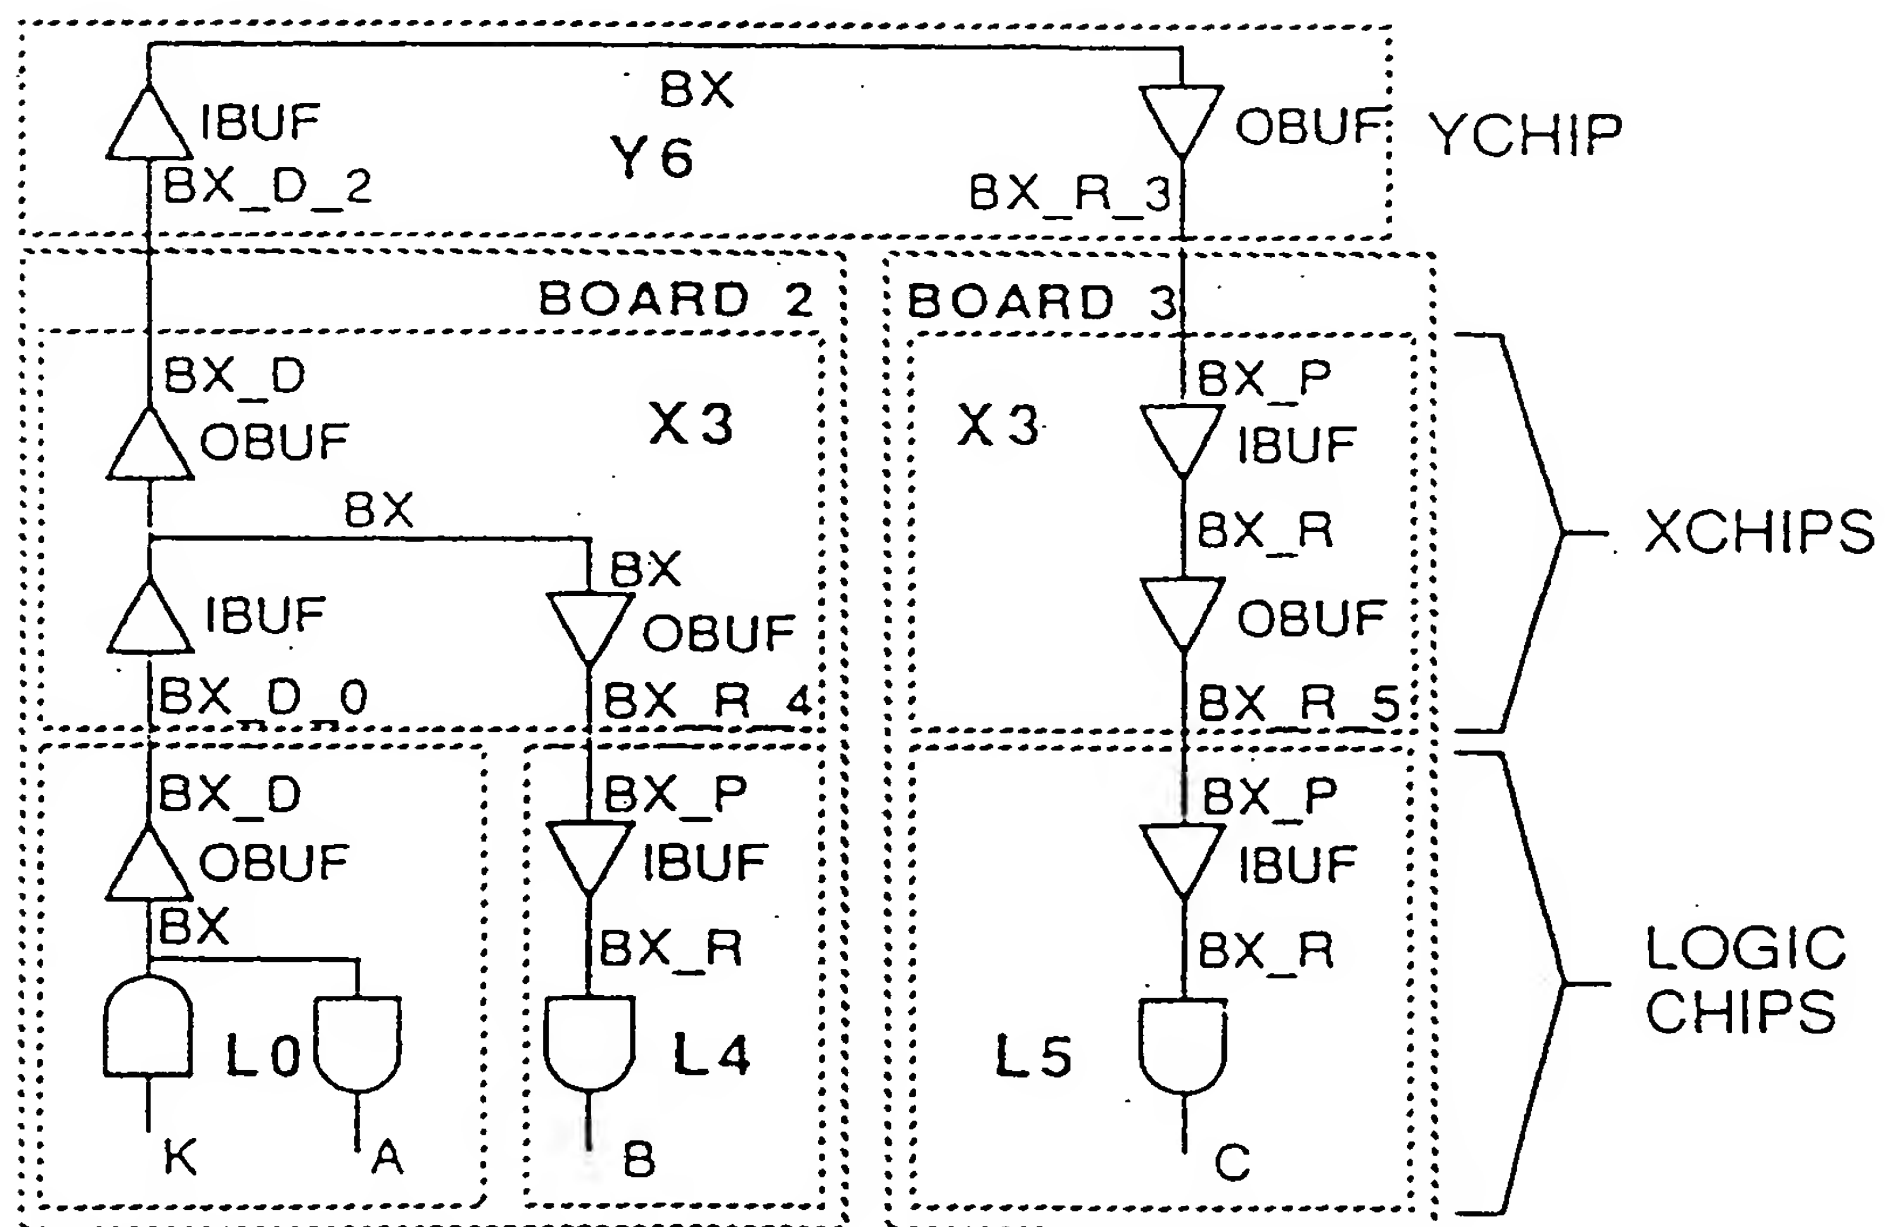 BX
IBUF
OBUF
YCHIP
Y6
BX_D_2
BX_R_3
BOARD 2
BOARD 3
BX_D
X3
X3
BX_P
OBUF
IBUF
BX
BX_R
XCHIPS
BX
IBUF
OBUF
OBUF
BX_D_0
BX_R_4
BX_R_5
BX_D
BX_P
BX_P
OBUF
IBUF
IBUF
BX
BX_R
BX_R
LOGIC
CHIPS
L0
L4
L5
K
A
B
C